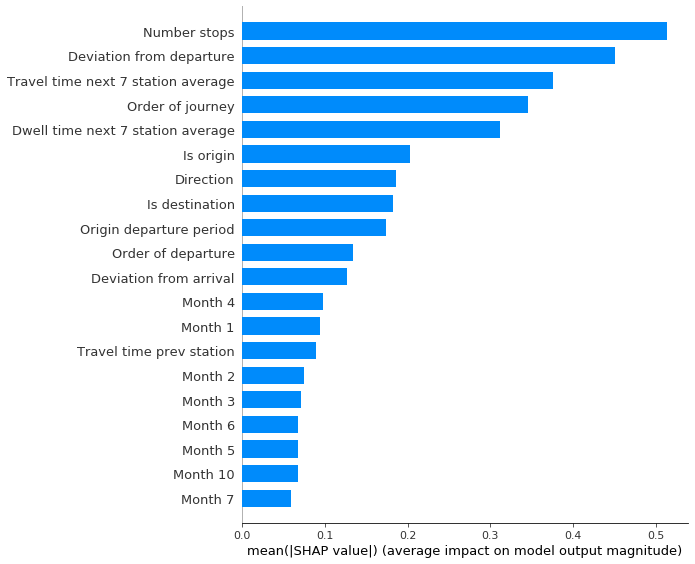 Number stops
Deviation from departure
Travel time next 7 station average
Order of journey
Dwell time next 7 station average
Is origin
Direction
Is destination
Origin departure period
Order of departure
Deviation from arrival
Month 4
Month 1
Travel time prev station
Month 2
Month 3
Month 6
Month 5
Month 10
Month 7
0.0 0.1 0.2 0.3 0.4 0.5
mean(|SHAP value|) (average impact on model output magnitude)